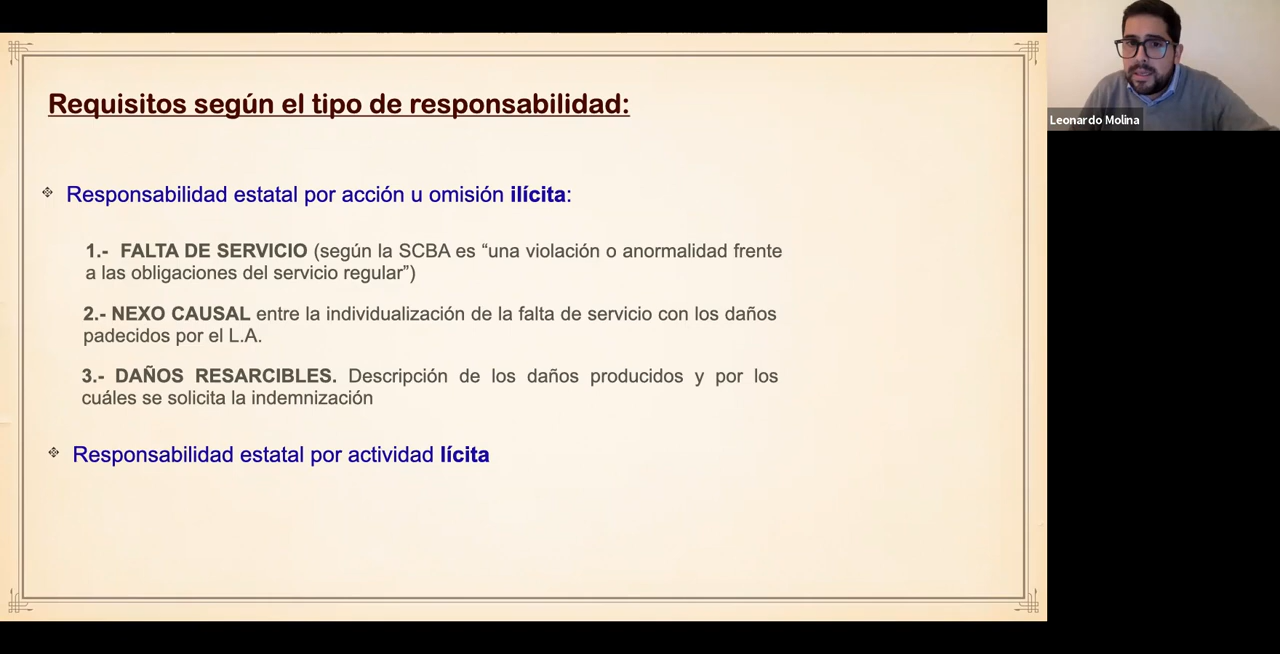 Requisitos según el tipo de responsabilidad:
Leonardo Molina
Responsabilidad estatal por acción u omisión ilícita:
1.- FALTA DE SERVICIO (según la SCBA es “una violación o anormalidad frente
a las obligaciones del servicio regular”)
2.- NEXO CAUSAL entre la individualización de la falta de servicio con los daños
padecidos por el L.A.
3.- DAÑOS RESARCIBLES. Descripción de los daños producidos y por los
cuáles se solicita la indemnización
Responsabilidad estatal por actividad lícita